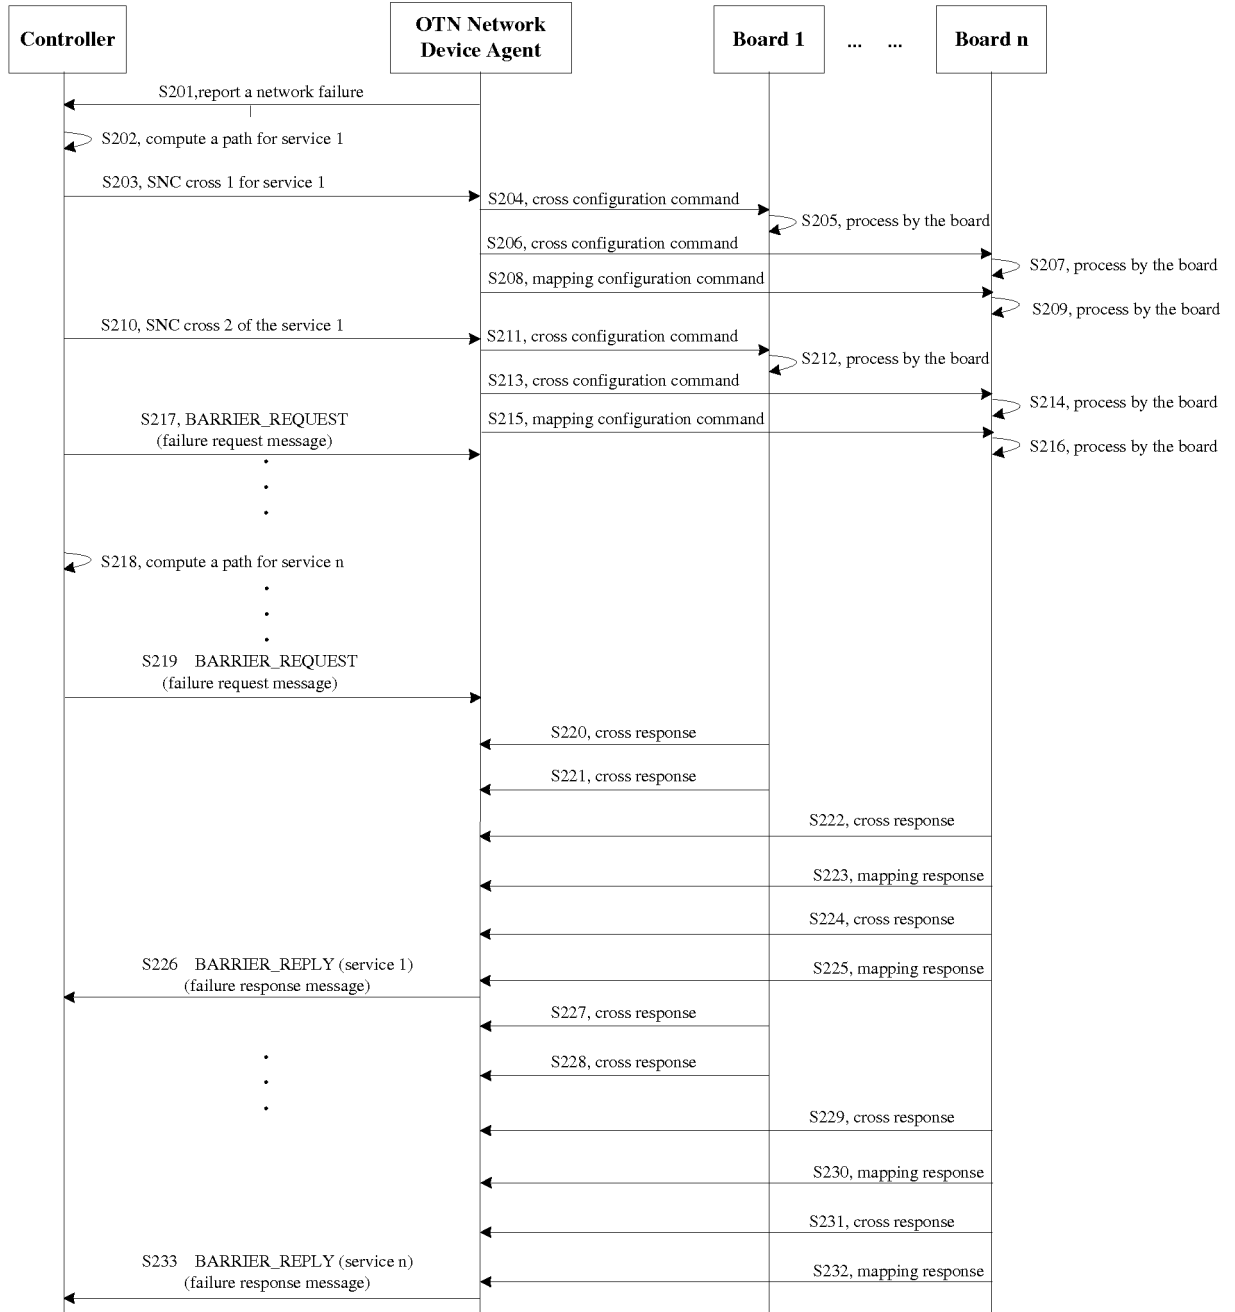 Controller
OTN Network
Device Agent
Board 1
... ...
Board n
S201,report a network failure
S202, compute a path for service 1
S203, SNC cross 1 for service 1
S204, cross configuration command
S205, process by the board
S206, cross configuration command
S207, process by the board
S208, mapping configuration command
S209, process by the board
S210, SNC cross 2 of the service 1
S211, cross configuration command
S212, process by the board
S213, cross configuration command
S214, process by the board
S217, BARRIER_REQUEST
(failure request message)
S215, mapping configuration command
S216, process by the board
S218, compute a path for service n
S219 BARRIER_REQUEST
(failure request message)
S220, cross response
S221, cross response
S222, cross response
S223, mapping response
S224, cross response
S226 BARRIER_REPLY (service 1)
(failure response message)
S225, mapping response
S227, cross response
S228, cross response
S229, cross response
S230, mapping response
S231, cross response
S233 BARRIER_REPLY (service n)
(failure response message)
S232, mapping response